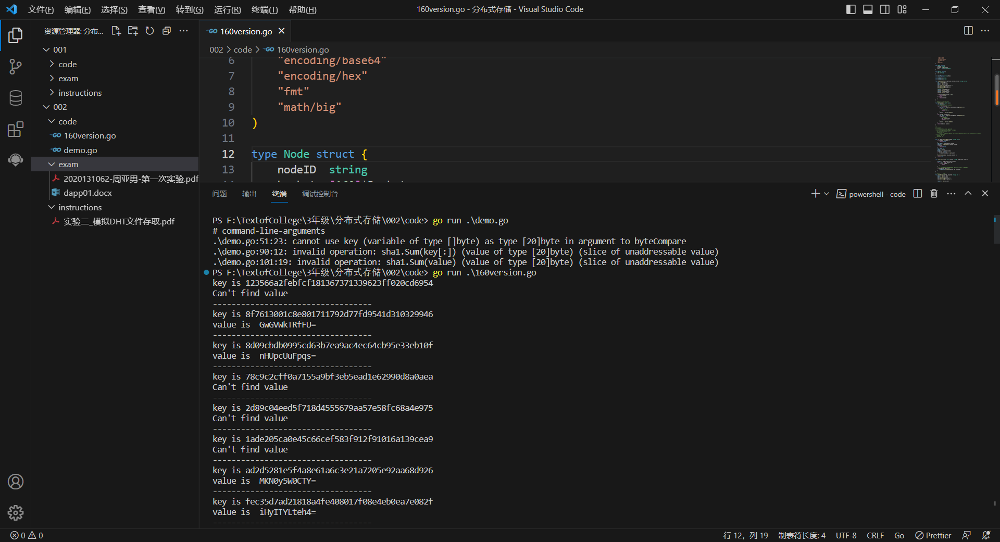 文件(F) 编辑(E) 选择(S) 查看(V) 转到(G) 运行(R) 终端(T) 帮助(H)
160version.go - 分布式存储 - Visual Studio Code
资源管理器: 分布...
001
code
exam
instructions
002
code
160version.go
demo.go
exam
2020131062-周亚男-第一次实验.pdf
dapp01.docx
instructions
实验二_模拟DHT文件存取.pdf
160version.go
002 > code > 160version.go
6 "encoding/base64"
7 "encoding/hex"
8 "fmt"
9 "math/big"
10 )
11
12 type Node struct {
13 nodeID string
问题 输出 终端 调试控制台
powershell - code
PS F:\TextofCollege\3年级\分布式存储\002\code> go run .\demo.go
# command-line-arguments
.\demo.go:51:23: cannot use key (variable of type []byte) as type [20]byte in argument to byteCompare
.\demo.go:90:12: invalid operation: sha1.Sum(key[:]) (value of type [20]byte) (slice of unaddressable value)
.\demo.go:101:19: invalid operation: sha1.Sum(value) (value of type [20]byte) (slice of unaddressable value)
PS F:\TextofCollege\3年级\分布式存储\002\code> go run .\160version.go
key is 123566a2febfcf181367371339623ff020cd6954
Can't find value
----------------------------------
key is 8f7613001c8e801711792d77fd9541d310329946
value is  GwGVWkTRfFU=
----------------------------------
key is 8d09cbdb0995cd63b7ea9ac4ec64cb95e33eb10f
value is  nHUpcUuFpqs=
----------------------------------
key is 78c9c2cff0a7155a9bf3eb5ead1e62990d8a0aea
Can't find value
----------------------------------
key is 2d89c04eed5f718d4555679aa57e58fc68a4e975
Can't find value
----------------------------------
key is 1ade205ca0e45c66cef583f912f91016a139cea9
Can't find value
----------------------------------
key is ad2d5281e5f4a8e61a6c3e21a7205e92aa68d926
value is  MKN0y5W0CTY=
----------------------------------
key is fec35d7ad21818a4fe408017f08e4eb0ea7e082f
value is  iHyITYLteh4=
----------------------------------
0 0
行 12，列 19 制表符长度: 4 UTF-8 CRLF Go Prettier